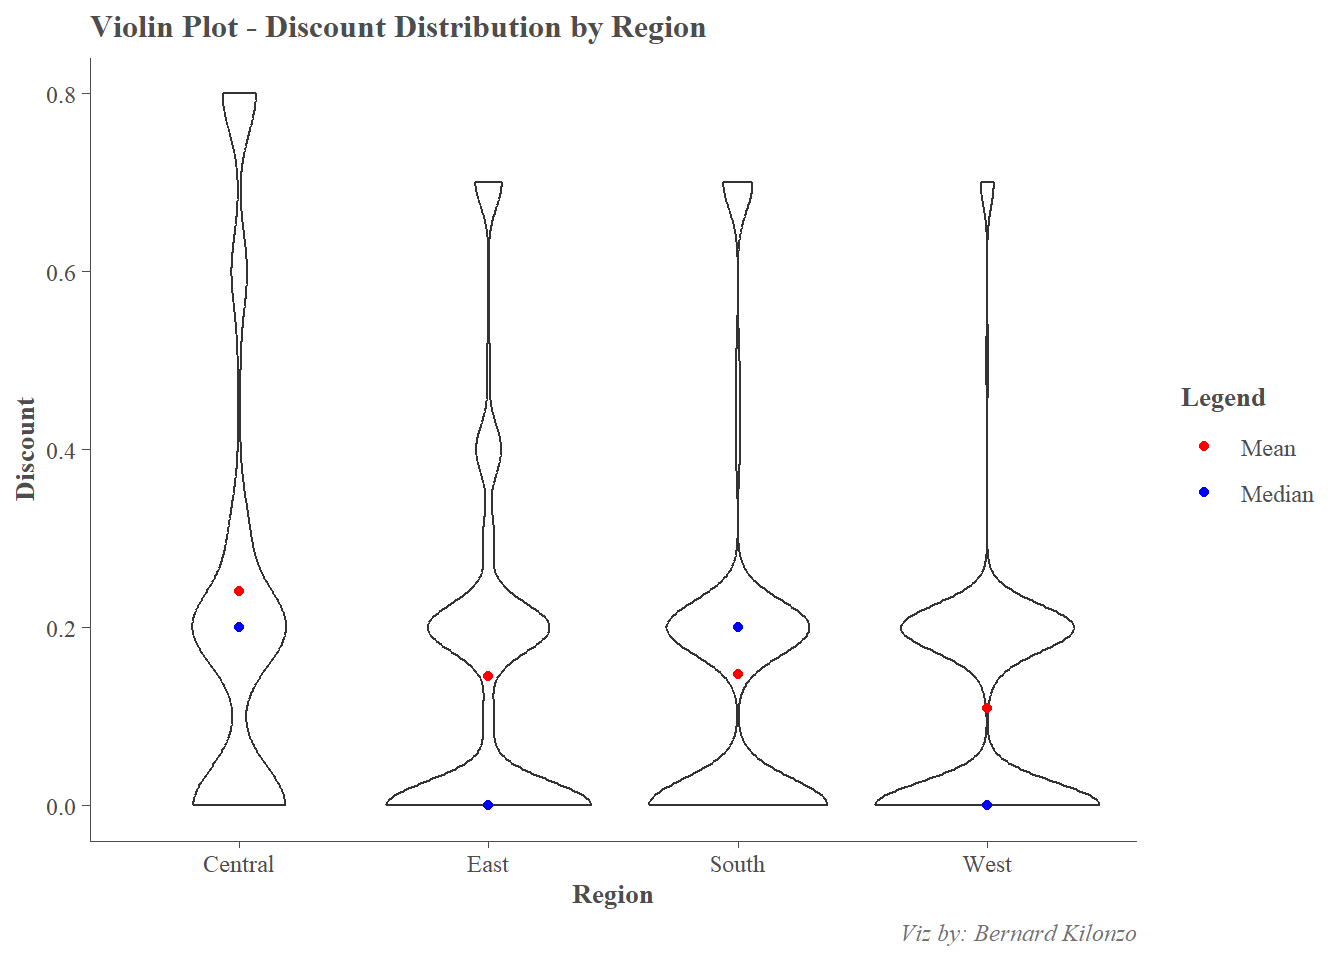 Violin Plot - Discount Distribution by Region
Discount
0.8
0.6
0.4
0.2
0.0
Central
East
South
West
Region
Legend
Mean
Median
Viz by: Bernard Kilonzo